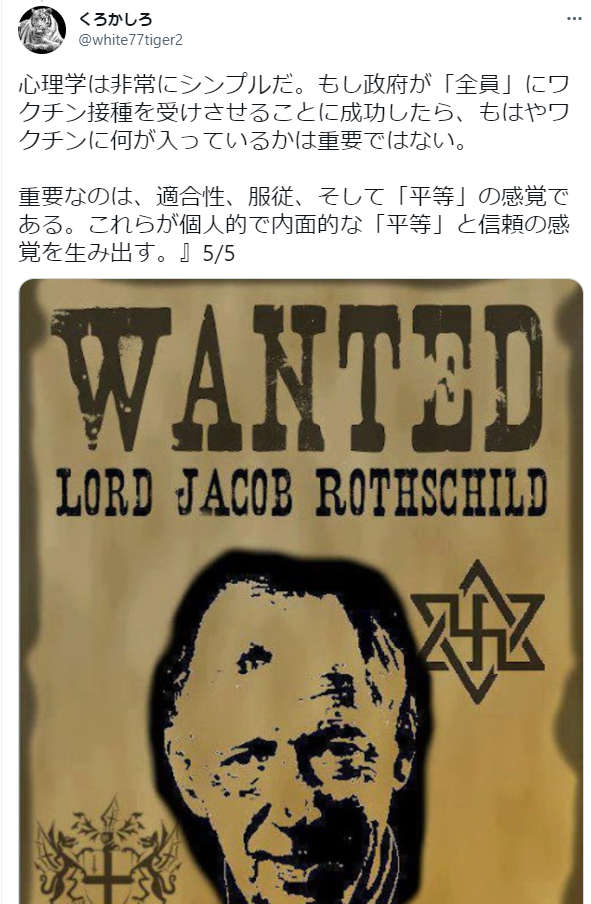 くろかしろ
@white77tiger2
心理学は非常にシンプルだ。もし政府が「全員」にワ
クチン接種を受けさせることに成功したら、もはやワ
クチンに何が入っているかは重要ではない。
重要なのは、適合性、服従、そして「平等」の感覚で
ある。これらが個人的で内面的な「平等」と信頼の感
覚を生み出す。』5/5
WANTED
LORD JACOB ROTHSCHILD